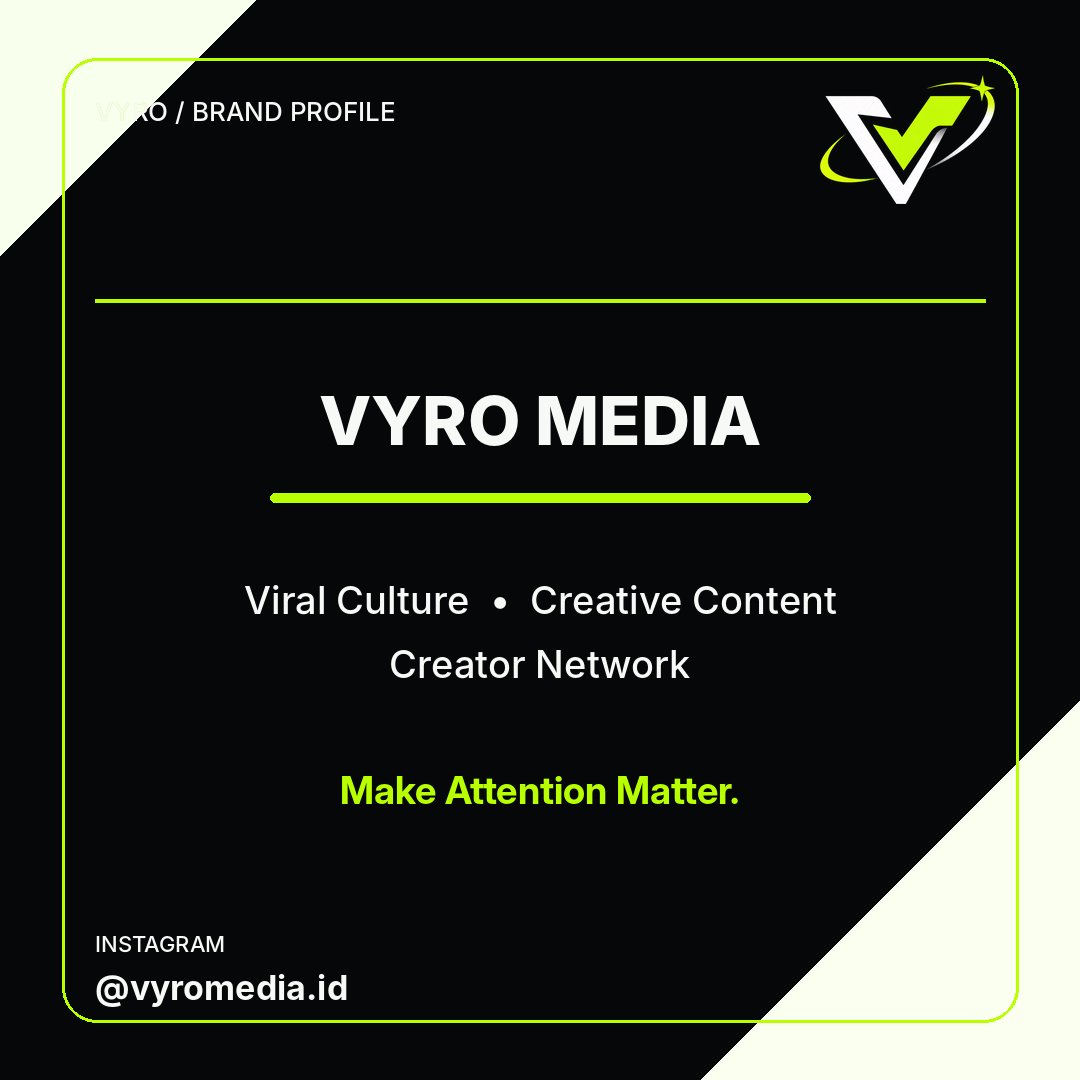 VYRO / BRAND PROFILE
VYRO MEDIA
Viral Culture • Creative Content
Creator Network
Make Attention Matter.
INSTAGRAM
@vyromedia.id